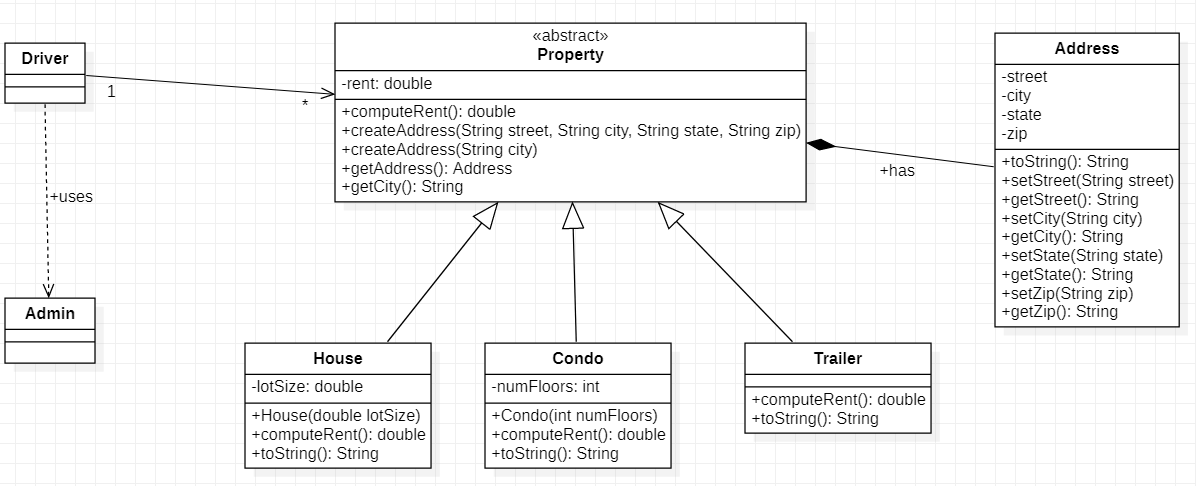 Driver
1
*
+uses
Admin
«abstract»
Property
-rent: double
+computeRent(): double
+createAddress(String street, String city, String state, String zip)
+createAddress(String city)
+getAddress(): Address
+getCity(): String
+has
Address
-street
-city
-state
-zip
+toString(): String
+setStreet(String street)
+getStreet(): String
+setCity(String city)
+getCity(): String
+setState(String state)
+getState(): String
+setZip(String zip)
+getZip(): String
House
-lotSize: double
+House(double lotSize)
+computeRent(): double
+toString(): String
Condo
-numFloors: int
+Condo(int numFloors)
+computeRent(): double
+toString(): String
Trailer
+computeRent(): double
+toString(): String